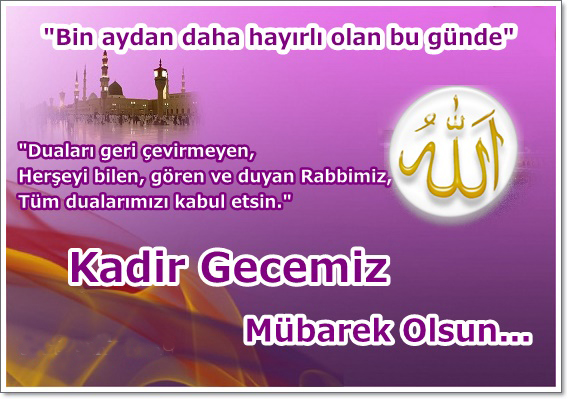 "Bin aydan daha hayırlı olan bu günde"
الله
"Duaları geri çevirmeyen,
Herşeyi bilen, gören ve duyan Rabbimiz,
Tüm dualarımızı kabul etsin."
Kadir Gecemiz
Mübarek Olsun...